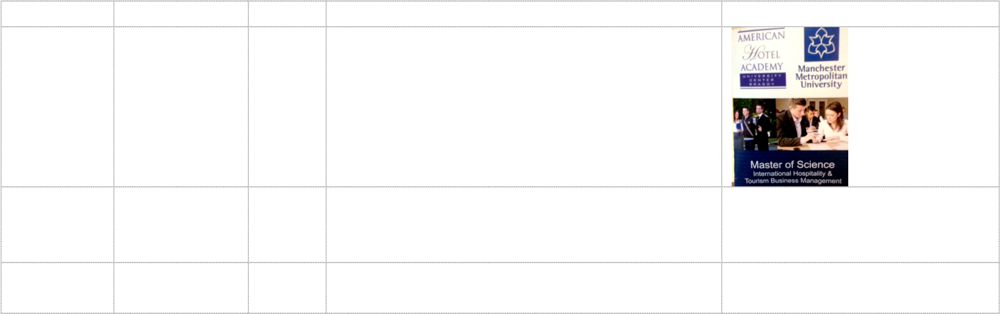 AMERICAN
HOTEL
ACADEMY
UNIVERSITY
CENTER
BRASOV
Manchester
Metropolitan
University
Master of Science
International Hospitality &
Tourism Business Management